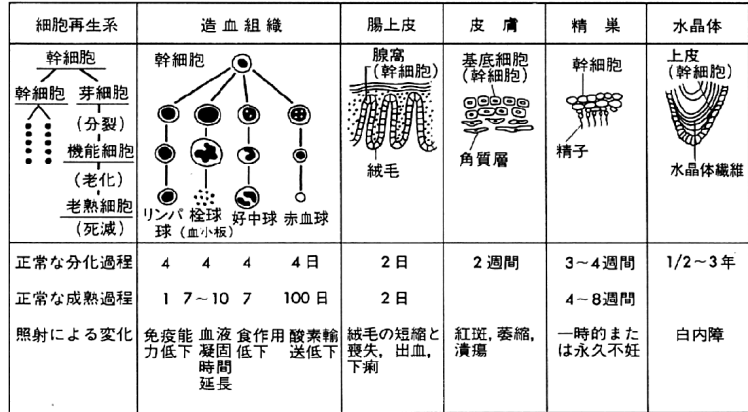 細胞再生系
造血組織
腸上皮
皮膚
精巣
水晶体
幹細胞
幹細胞 芽細胞
(分裂)
機能細胞
(老化)
老熟細胞
(死滅)
幹細胞
リンパ球
栓球
(血小板)
好中球
赤血球
腺窩
(幹細胞)
絨毛
基底細胞
(幹細胞)
角質層
幹細胞
精子
上皮
(幹細胞)
水晶体繊維
正常な分化過程 4 4 4 4日 2日 2週間 3~4週間 1/2~3年
正常な成熟過程 1 7~10 7 100日 2日 4~8週間
照射による変化
免疫能
力低下
血液
凝固
時間
延長
食作用
低下
酸素輸
送低下
絨毛の短縮と
喪失,出血,
下痢
紅斑,萎縮,
潰瘍
一時的また
は永久不妊
白内障